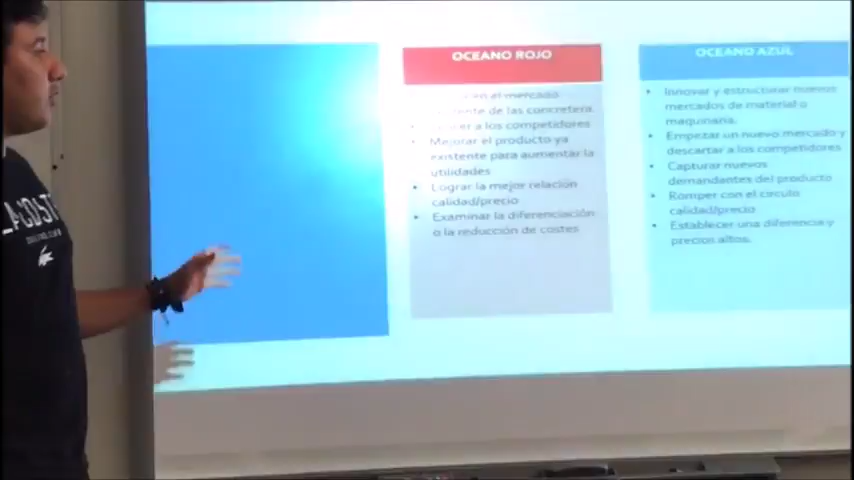 OCEANO ROJO
en el mercado
de las concretera.
a los competidores
• Mejorar el producto ya
existente para aumentar la
utilidades
• Lograr la mejor relación
calidad/precio
• Examinar la diferenciación
o la reducción de costes
OCEANO AZUL
• Innovar y estructurar nuevos
mercados de material o
maquinaria.
• Empezar un nuevo mercado y
descartar a los competidores
• Capturar nuevos
demandantes del producto
• Romper con el circulo
calidad/precio
• Establecer una diferencia y
precios altos.